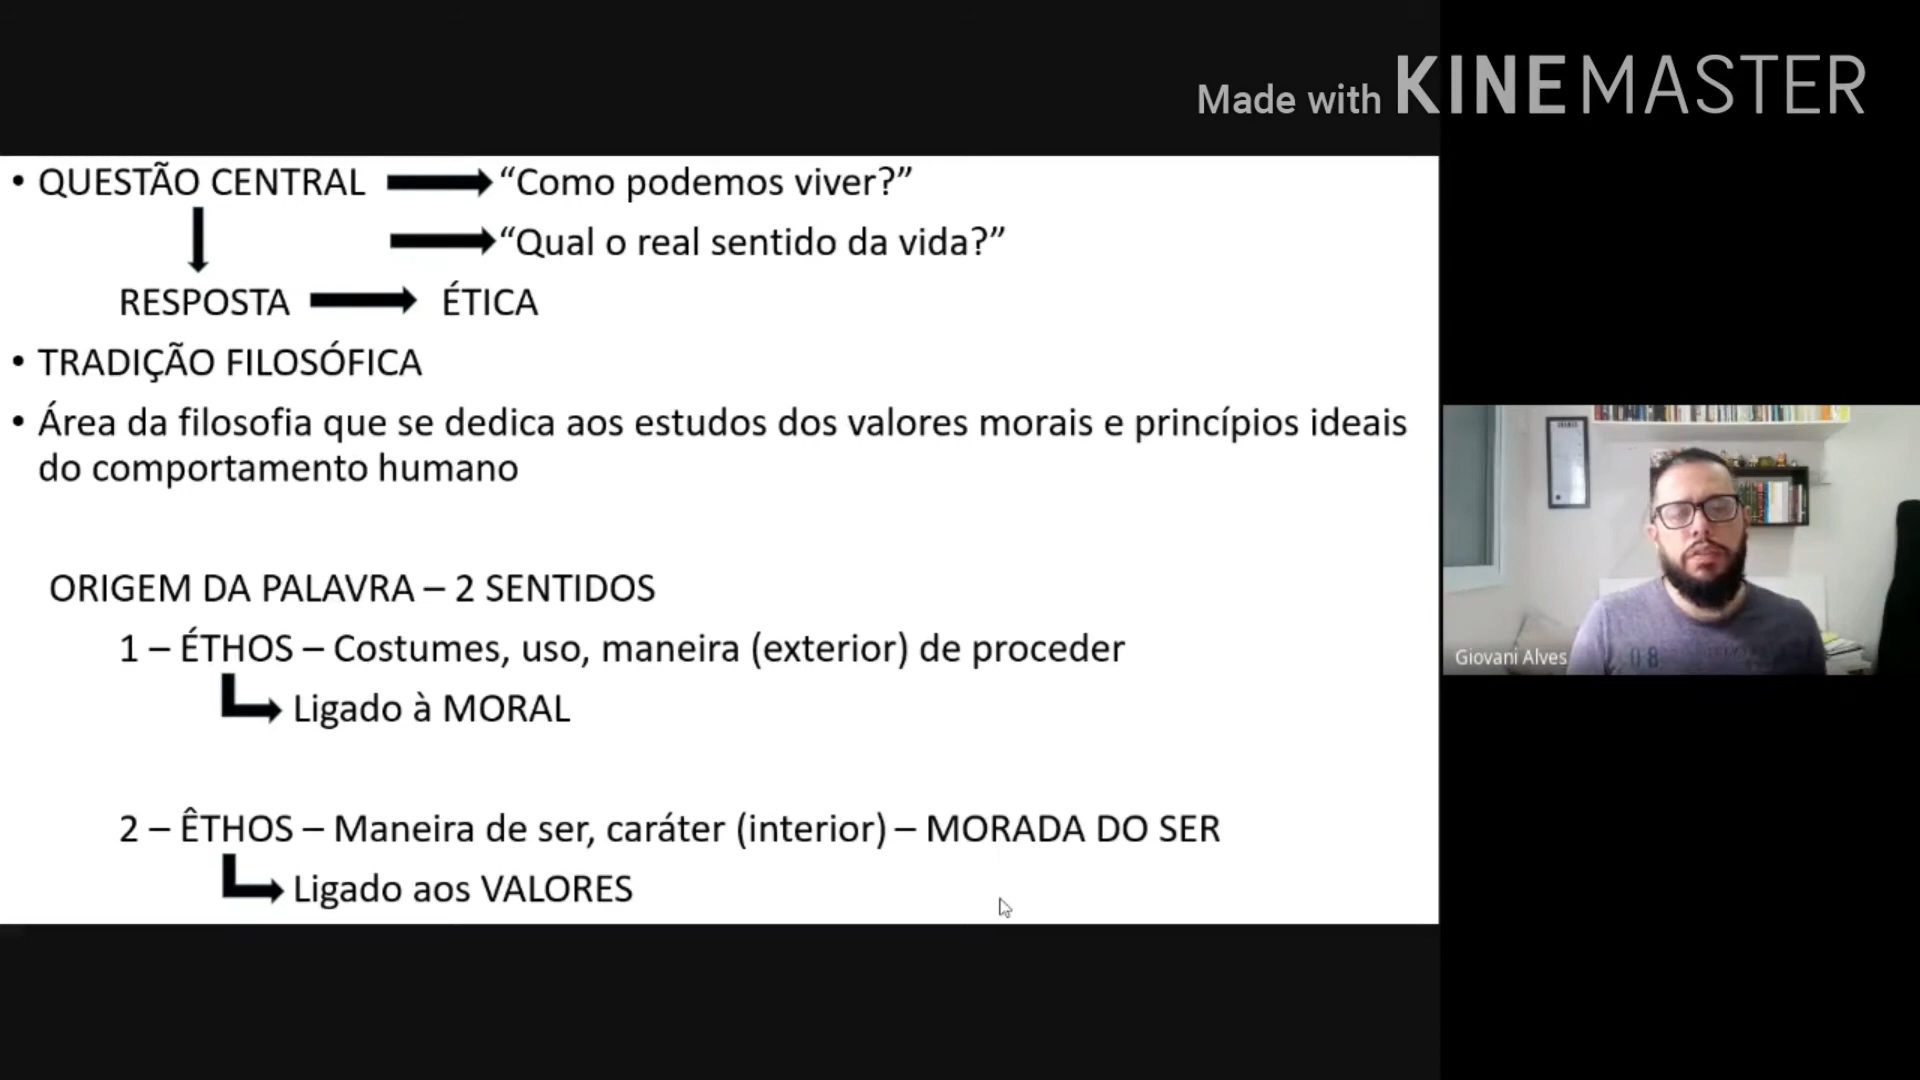 Made with KINEMASTER
• QUESTÃO CENTRAL “Como podemos viver?”
“Qual o real sentido da vida?”
RESPOSTA ÉTICA
• TRADIÇÃO FILOSÓFICA
• Área da filosofia que se dedica aos estudos dos valores morais e princípios ideais
do comportamento humano
ORIGEM DA PALAVRA – 2 SENTIDOS
1 – ÉTHOS – Costumes, uso, maneira (exterior) de proceder
Ligado à MORAL
2 – ÊTHOS – Maneira de ser, caráter (interior) – MORADA DO SER
Ligado aos VALORES
Giovani Alves
08